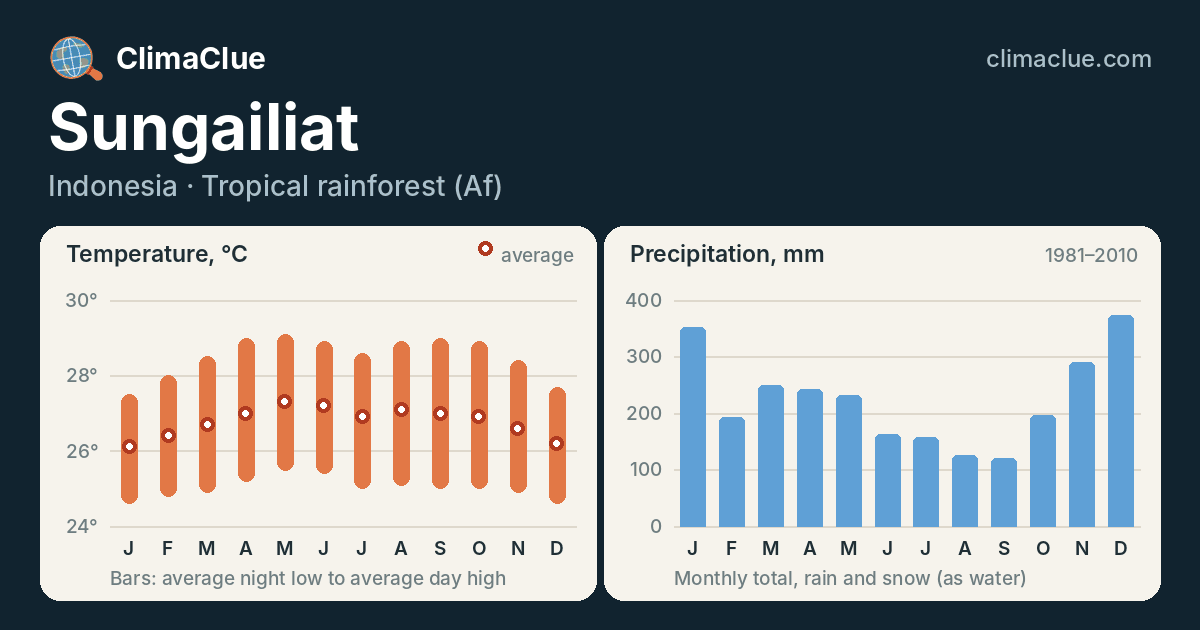 ClimaClue
climaclue.com
Sungailiat
Indonesia · Tropical rainforest (Af)
Temperature, °C
average
30°
28°
26°
24°
J F M A M J J A S O N D
Bars: average night low to average day high
Precipitation, mm
1981–2010
400
300
200
100
0
J F M A M J J A S O N D
Monthly total, rain and snow (as water)